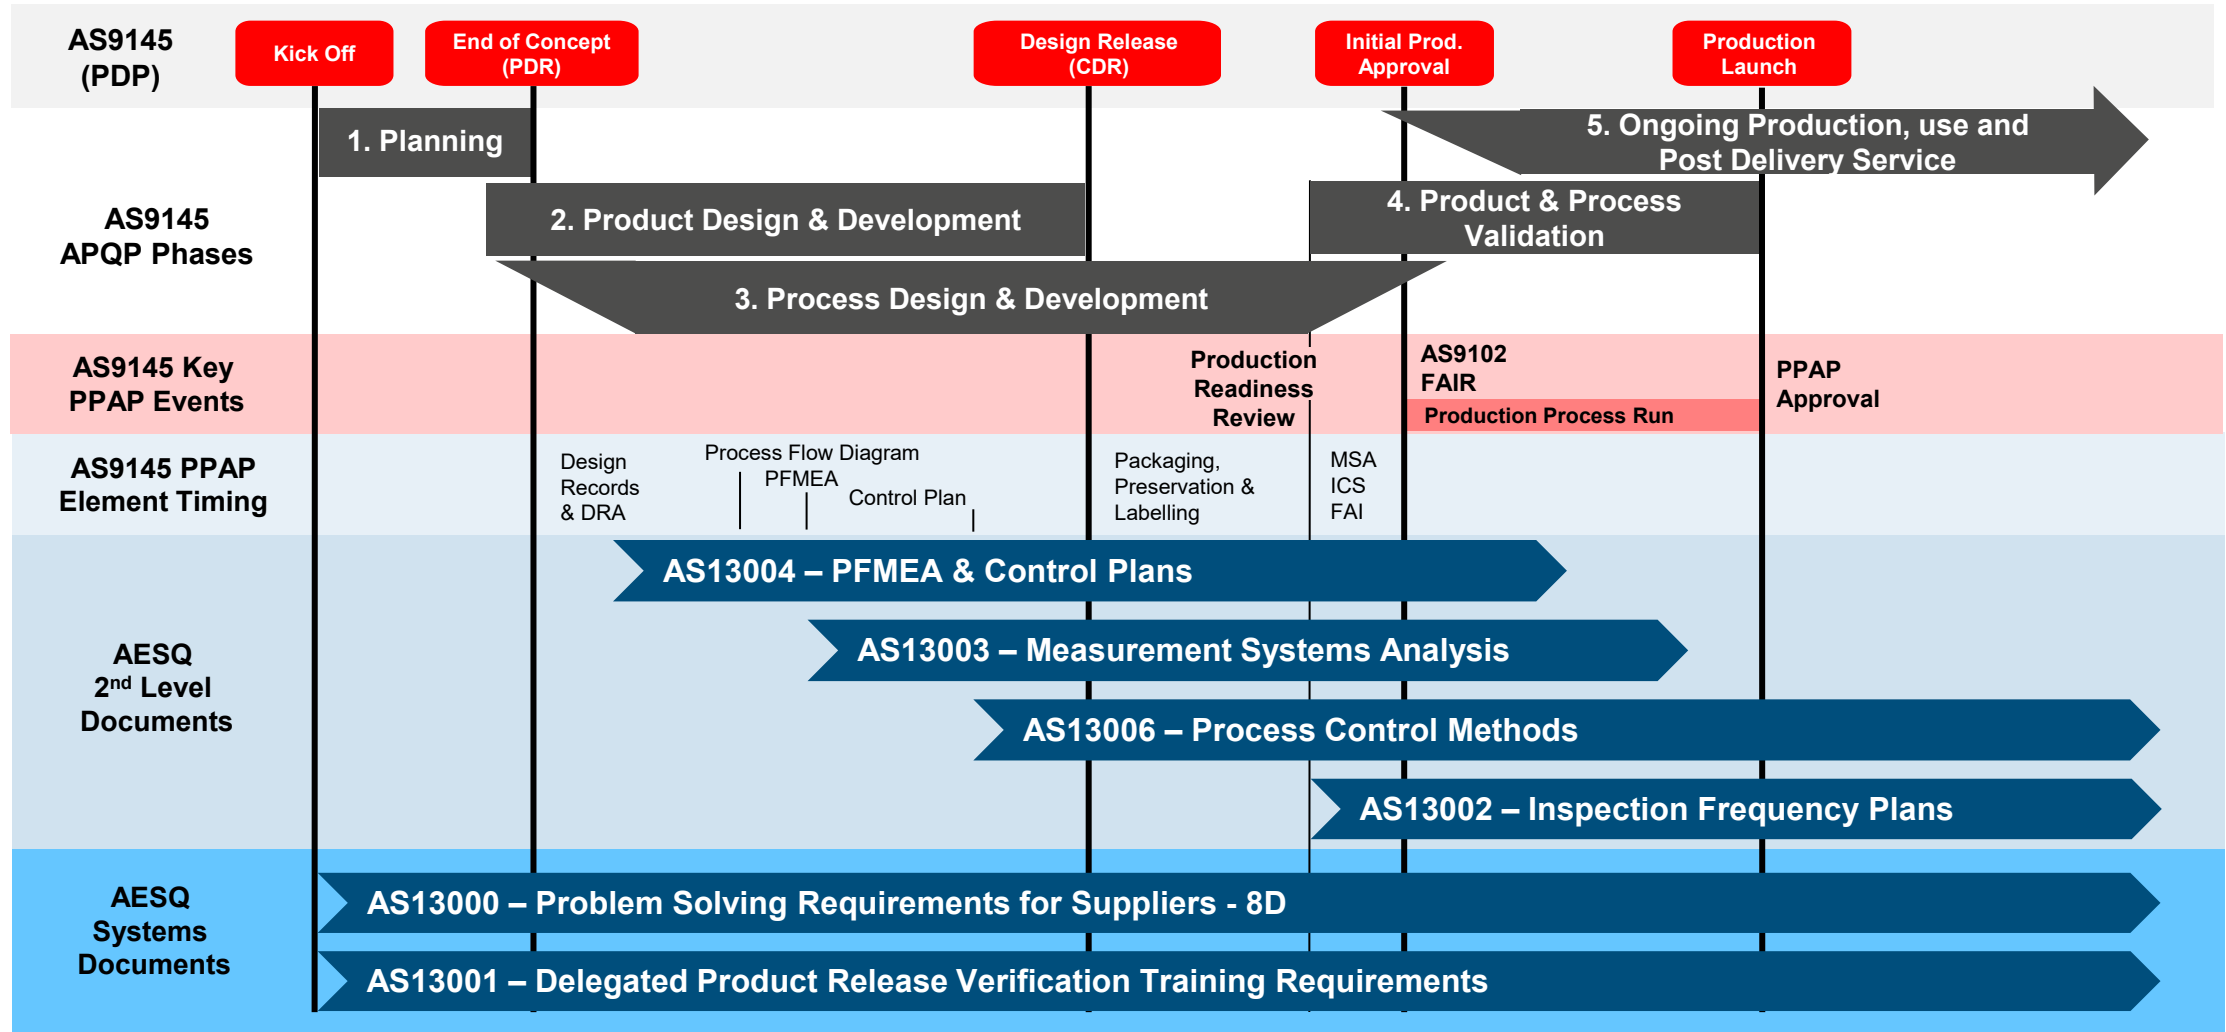 AS9145
(PDP)
Kick Off
End of Concept
(PDR)
Design Release
(CDR)
Initial Prod.
Approval
Production
Launch
AS9145
APQP Phases
1. Planning
5. Ongoing Production, use and
Post Delivery Service
2. Product Design & Development
4. Product & Process
Validation
3. Process Design & Development
AS9145 Key
PPAP Events
Production
Readiness
Review
AS9102
FAIR
Production Process Run
PPAP
Approval
AS9145 PPAP
Element Timing
Design
Records
& DRA
Process Flow Diagram
PFMEA
Control Plan
Packaging,
Preservation &
Labelling
MSA
ICS
FAI
AESQ
2nd Level
Documents
AS13004 – PFMEA & Control Plans
AS13003 – Measurement Systems Analysis
AS13006 – Process Control Methods
AS13002 – Inspection Frequency Plans
AESQ
Systems
Documents
AS13000 – Problem Solving Requirements for Suppliers - 8D
AS13001 – Delegated Product Release Verification Training Requirements